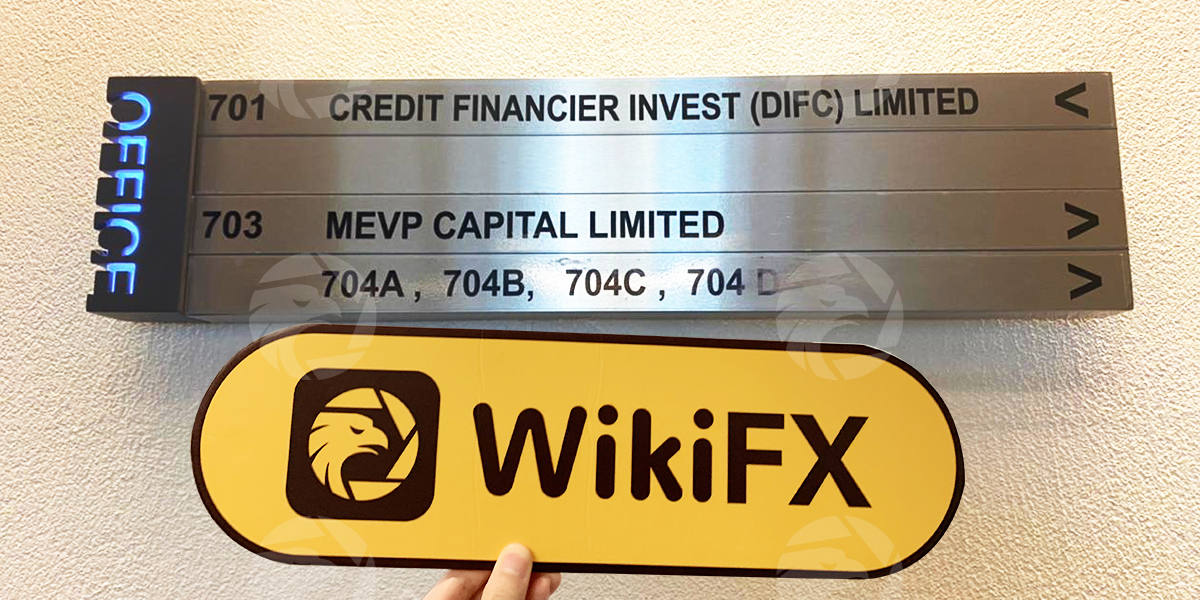 OFFICE
701 CREDIT FINANCIER INVEST (DIFC) LIMITED <
703 MEVP CAPITAL LIMITED >
704A , 704B, 704C , 704 D >
WikiFX